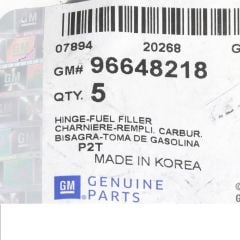 07894 20268 G
GM# 96648218
QTY. 5
HINGE-FUEL FILLER
CHARNIERE-REMPLI. CARBUR.
BISAGRA-TOMA DE GASOLINA
P2T
MADE IN KOREA
GM GENUINE
PARTS